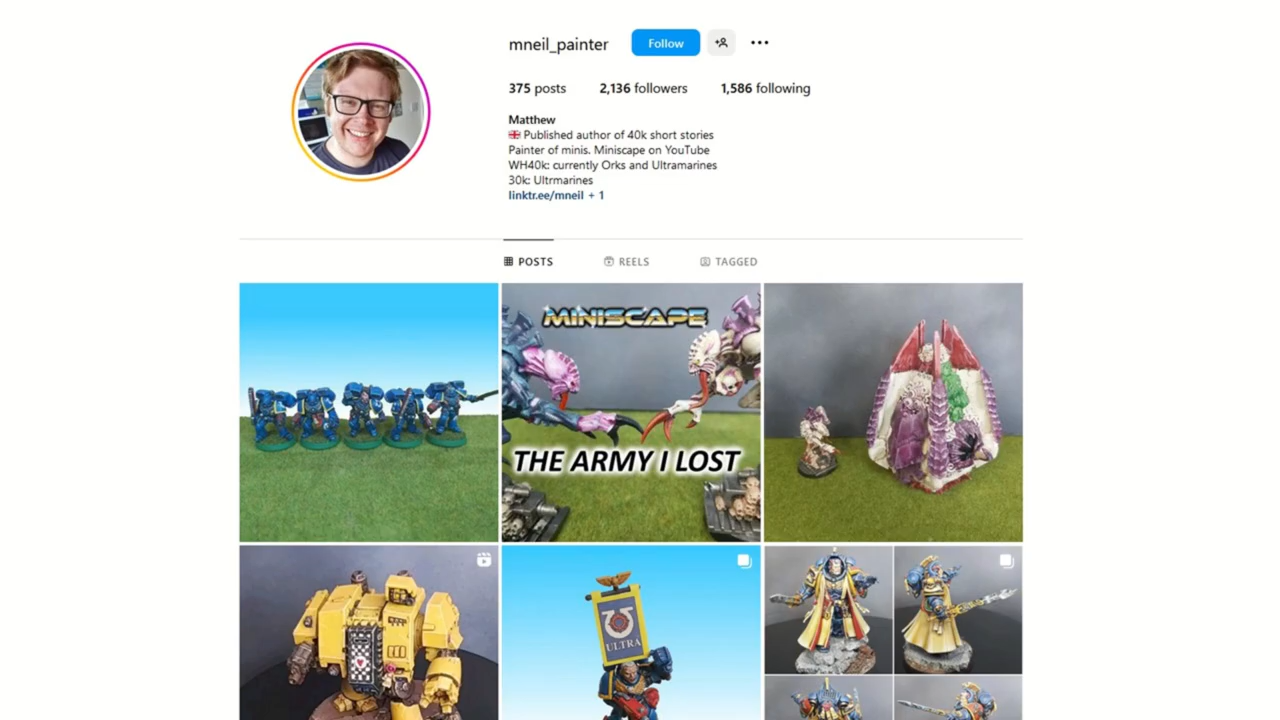 mneil_painter
Follow
375 posts 2,136 followers 1,586 following
Matthew
Published author of 40k short stories
Painter of minis. Miniscape on YouTube
WH40k: currently Orks and Ultramarines
30k: Ultrmarines
linktr.ee/mneil + 1
POSTS REELS TAGGED
MINISCAPE
THE ARMY I LOST
ULTRA